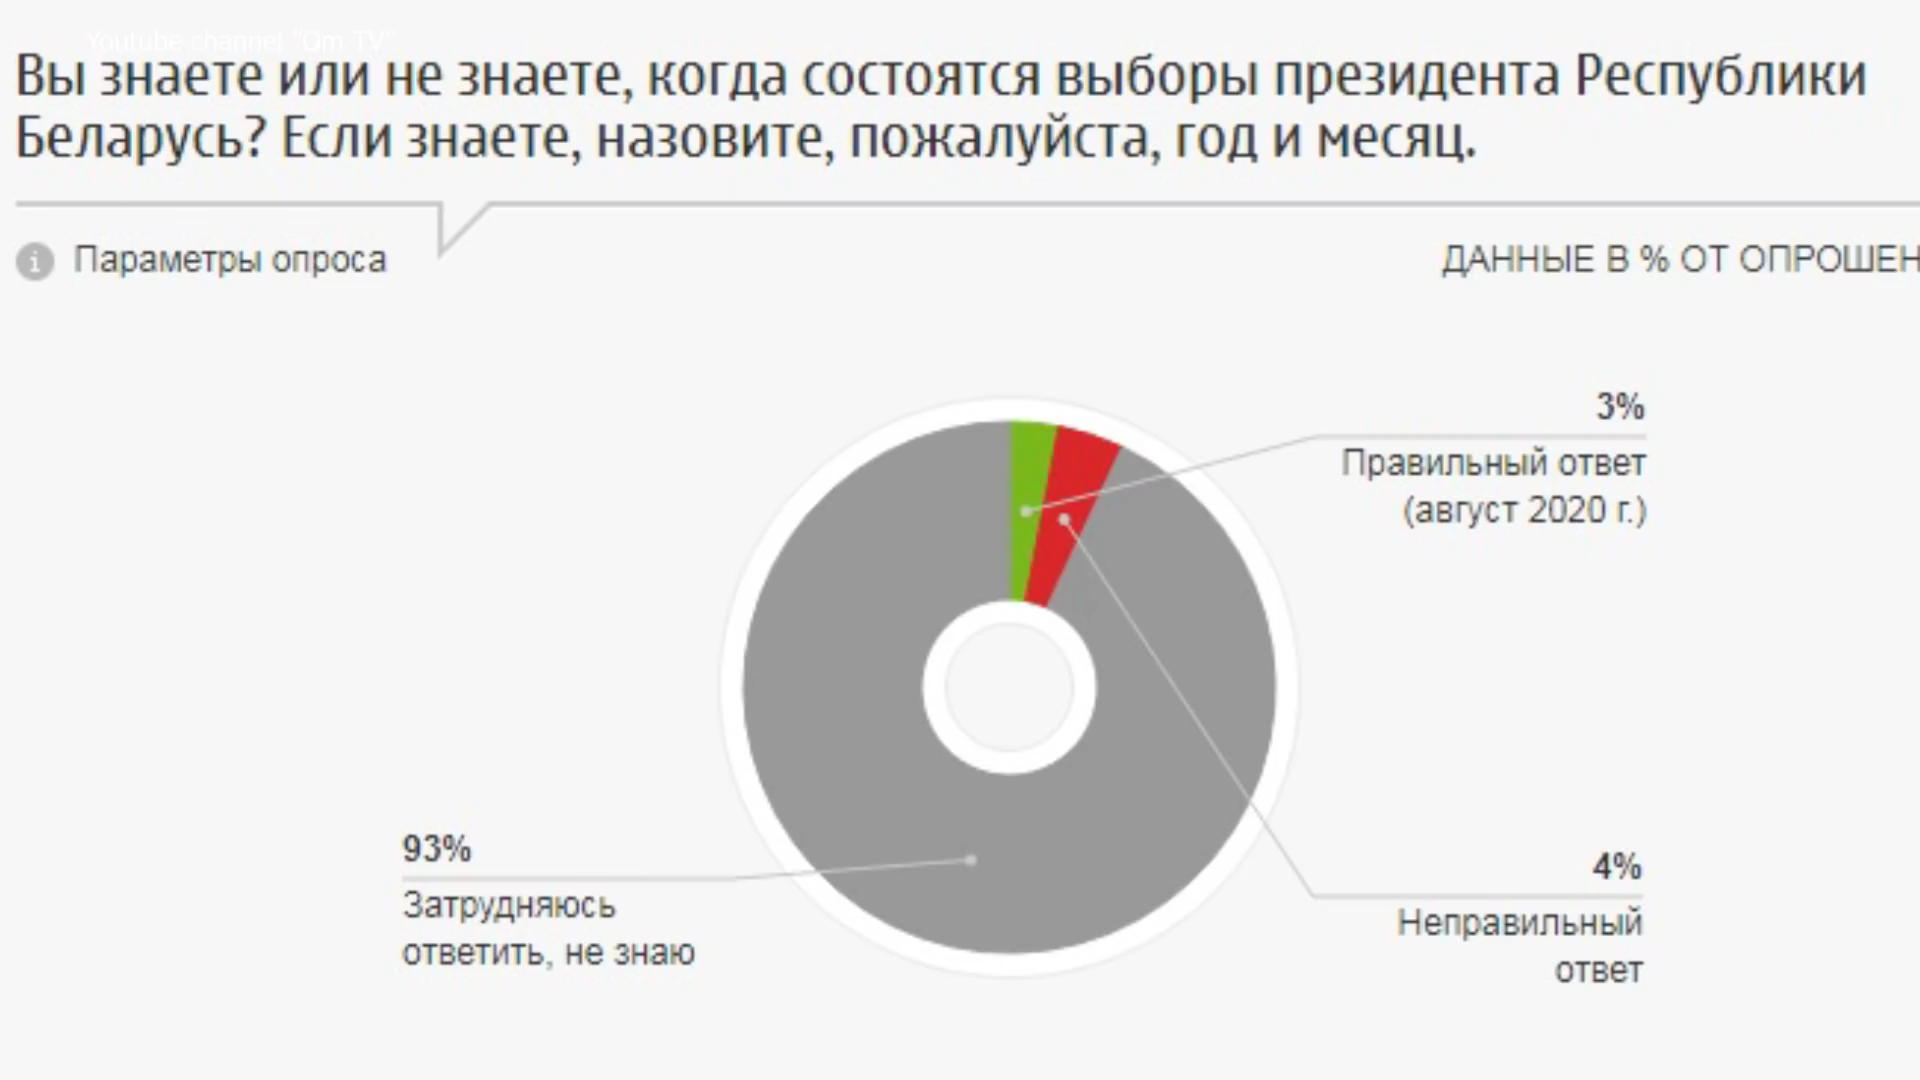 Youtube channel "Om TV"
Вы знаете или не знаете, когда состоятся выборы президента Республики
Беларусь? Если знаете, назовите, пожалуйста, год и месяц.
i Параметры опроса
ДАННЫЕ В % ОТ ОПРОШЕН
3%
Правильный ответ
(август 2020 г.)
93%
Затрудняюсь
ответить, не знаю
4%
Неправильный
ответ